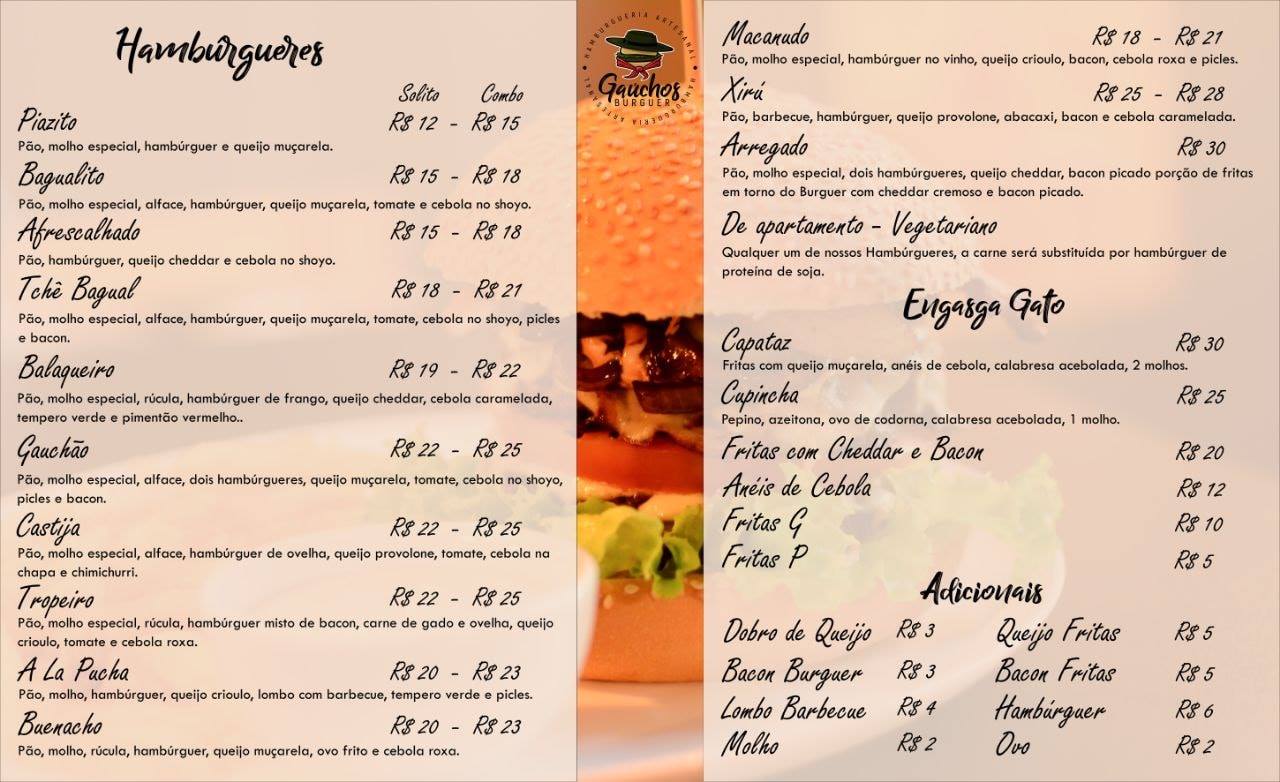 Hambúrgueres
Solito Combo
Piazito R$ 12 - R$ 15
Pão, molho especial, hambúrguer e queijo muçarela.
Bagualito R$ 15 - R$ 18
Pão, molho especial, alface, hambúrguer, queijo muçarela, tomate e cebola no shoyo.
Afrescalhado R$ 15 - R$ 18
Pão, hambúrguer, queijo cheddar e cebola no shoyo.
Tchê Bagual R$ 18 - R$ 21
Pão, molho especial, alface, hambúrguer, queijo muçarela, tomate, cebola no shoyo, picles
e bacon.
Balaqueiro R$ 19 - R$ 22
Pão, molho especial, rúcula, hambúrguer de frango, queijo cheddar, cebola caramelada,
tempero verde e pimentão vermelho..
Gauchão R$ 22 - R$ 25
Pão, molho especial, alface, dois hambúrgueres, queijo muçarela, tomate, cebola no shoyo,
picles e bacon.
Castija R$ 22 - R$ 25
Pão, molho especial, alface, hambúrguer de ovelha, queijo provolone, tomate, cebola na
chapa e chimichurri.
Tropeiro R$ 22 - R$ 25
Pão, molho especial, rúcula, hambúrguer misto de bacon, carne de gado e ovelha, queijo
crioulo, tomate e cebola roxa.
A La Pucha R$ 20 - R$ 23
Pão, molho, hambúrguer, queijo crioulo, lombo com barbecue, tempero verde e picles.
Buenacho R$ 20 - R$ 23
Pão, molho, rúcula, hambúrguer, queijo muçarela, ovo frito e cebola roxa.
HAMBURGUERIA ARTESANAL
Gauchos
BURGUER
HAMBURGUERIA ARTESANAL
Macanudo R$ 18 - R$ 21
Pão, molho especial, hambúrguer no vinho, queijo crioulo, bacon, cebola roxa e picles.
Xirú R$ 25 - R$ 28
Pão, barbecue, hambúrguer, queijo provolone, abacaxi, bacon e cebola caramelada.
Arregado R$ 30
Pão, molho especial, dois hambúrgueres, queijo cheddar, bacon picado porção de fritas
em torno do Burguer com cheddar cremoso e bacon picado.
De apartamento - Vegetariano
Qualquer um de nossos Hambúrgueres, a carne será substituída por hambúrguer de
proteína de soja.
Engasga Gato
Capataz R$ 30
Fritas com queijo muçarela, anéis de cebola, calabresa acebolada, 2 molhos.
Cupincha R$ 25
Pepino, azeitona, ovo de codorna, calabresa acebolada, 1 molho.
Fritas com Cheddar e Bacon R$ 20
Anéis de Cebola R$ 12
Fritas G R$ 10
Fritas P R$ 5
Adicionais
Dobro de Queijo R$ 3 Queijo Fritas R$ 5
Bacon Burguer R$ 3 Bacon Fritas R$ 5
Lombo Barbecue R$ 4 Hambúrguer R$ 6
Molho R$ 2 Ovo R$ 2